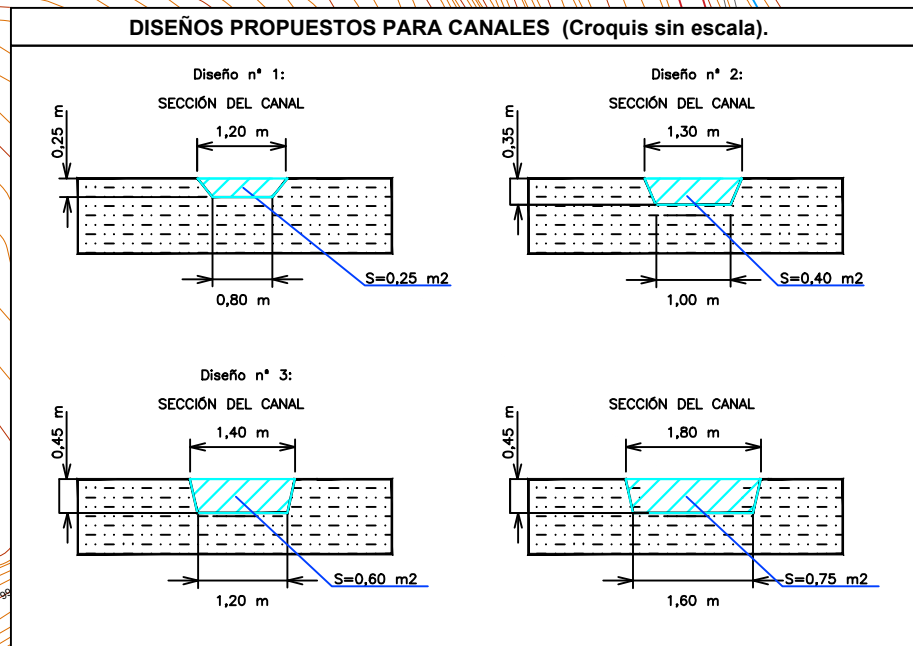 DISEÑOS PROPUESTOS PARA CANALES (Croquis sin escala).
Diseño n° 1:
SECCIÓN DEL CANAL
1,20 m
0,25 m
S=0,25 m2
0,80 m
Diseño n° 2:
SECCIÓN DEL CANAL
1,30 m
0,35 m
S=0,40 m2
1,00 m
Diseño n° 3:
SECCIÓN DEL CANAL
1,40 m
0,45 m
S=0,60 m2
1,20 m
SECCIÓN DEL CANAL
1,80 m
0,45 m
S=0,75 m2
1,60 m